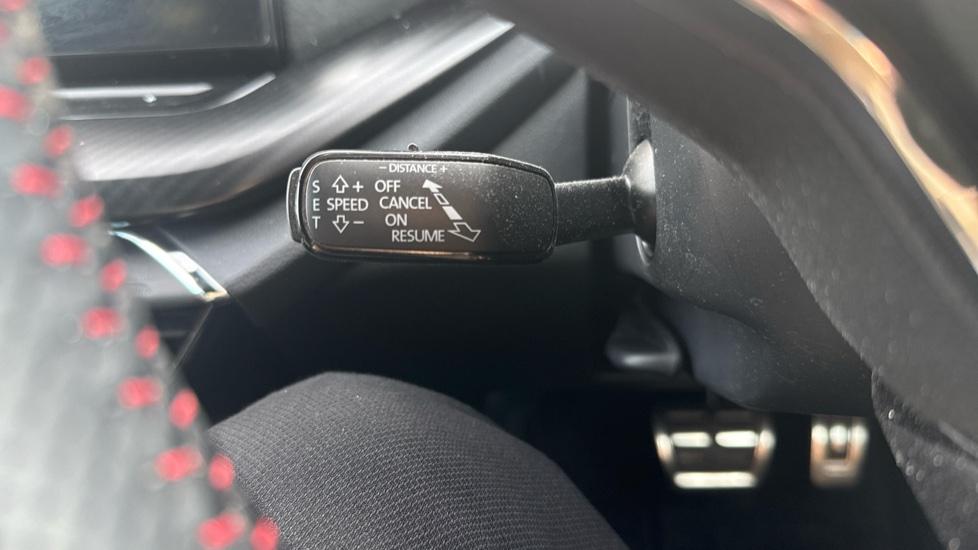 − DISTANCE +
S ⇧+ OFF
E SPEED CANCEL
T ⇩− ON
RESUME